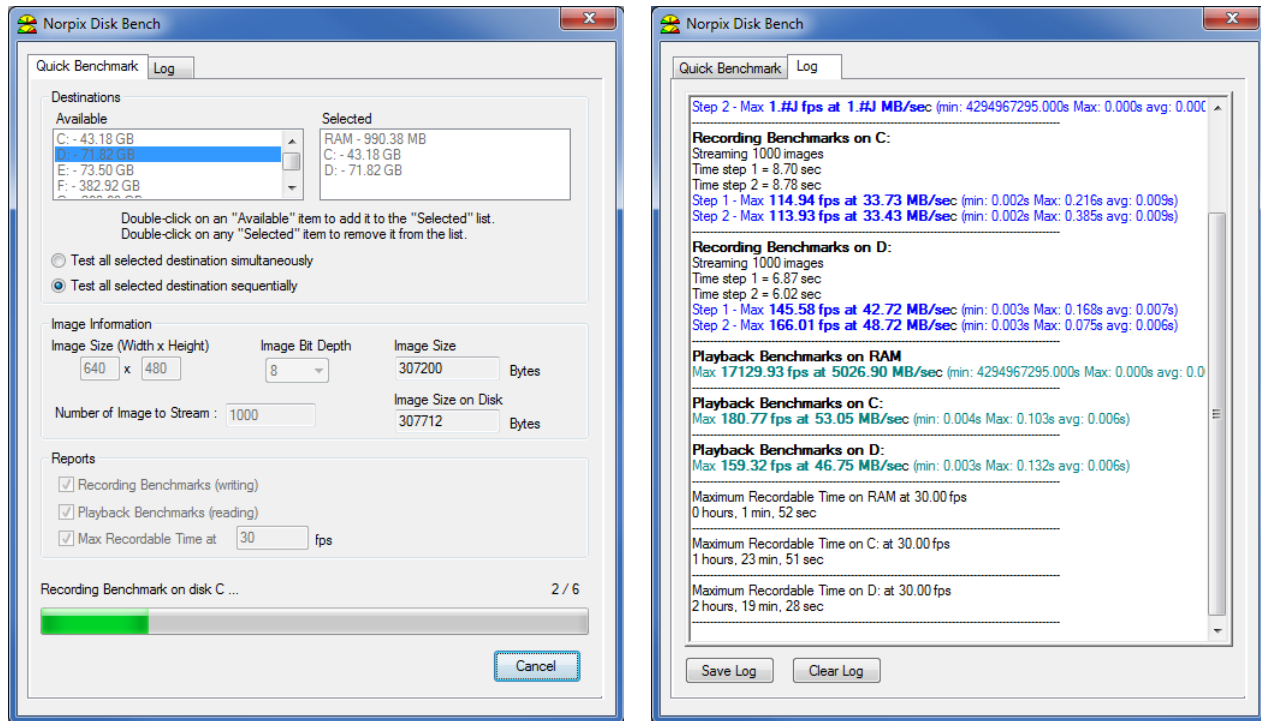 Norpix Disk Bench
Quick Benchmark Log
Destinations
Available
C: - 43.18 GB
D: - 71.82 GB
E: - 73.50 GB
F: - 382.92 GB
Selected
RAM - 990.38 MB
C: - 43.18 GB
D: - 71.82 GB
Double-click on an "Available" item to add it to the "Selected" list.
Double-click on any "Selected" item to remove it from the list.
Test all selected destination simultaneously
Test all selected destination sequentially
Image Information
Image Size (Width x Height) Image Bit Depth Image Size
640 x 480 8 307200 Bytes
Image Size on Disk
Number of Image to Stream : 1000 307712 Bytes
Reports
Recording Benchmarks (writing)
Playback Benchmarks (reading)
Max Recordable Time at 30 fps
Recording Benchmark on disk C ... 2 / 6
Cancel
Norpix Disk Bench
Quick Benchmark Log
Step 2 - Max 1.#J fps at 1.#J MB/sec (min: 4294967295.000s Max: 0.000s avg: 0.000
Recording Benchmarks on C:
Streaming 1000 images
Time step 1 = 8.70 sec
Time step 2 = 8.78 sec
Step 1 - Max 114.94 fps at 33.73 MB/sec (min: 0.002s Max: 0.216s avg: 0.009s)
Step 2 - Max 113.93 fps at 33.43 MB/sec (min: 0.002s Max: 0.385s avg: 0.009s)
Recording Benchmarks on D:
Streaming 1000 images
Time step 1 = 6.87 sec
Time step 2 = 6.02 sec
Step 1 - Max 145.58 fps at 42.72 MB/sec (min: 0.003s Max: 0.168s avg: 0.007s)
Step 2 - Max 166.01 fps at 48.72 MB/sec (min: 0.003s Max: 0.075s avg: 0.006s)
Playback Benchmarks on RAM
Max 17129.93 fps at 5026.90 MB/sec (min: 4294967295.000s Max: 0.000s avg: 0.0
Playback Benchmarks on C:
Max 180.77 fps at 53.05 MB/sec (min: 0.004s Max: 0.103s avg: 0.006s)
Playback Benchmarks on D:
Max 159.32 fps at 46.75 MB/sec (min: 0.003s Max: 0.132s avg: 0.006s)
Maximum Recordable Time on RAM at 30.00 fps
0 hours, 1 min, 52 sec
Maximum Recordable Time on C: at 30.00 fps
1 hours, 23 min, 51 sec
Maximum Recordable Time on D: at 30.00 fps
2 hours, 19 min, 28 sec
Save Log Clear Log